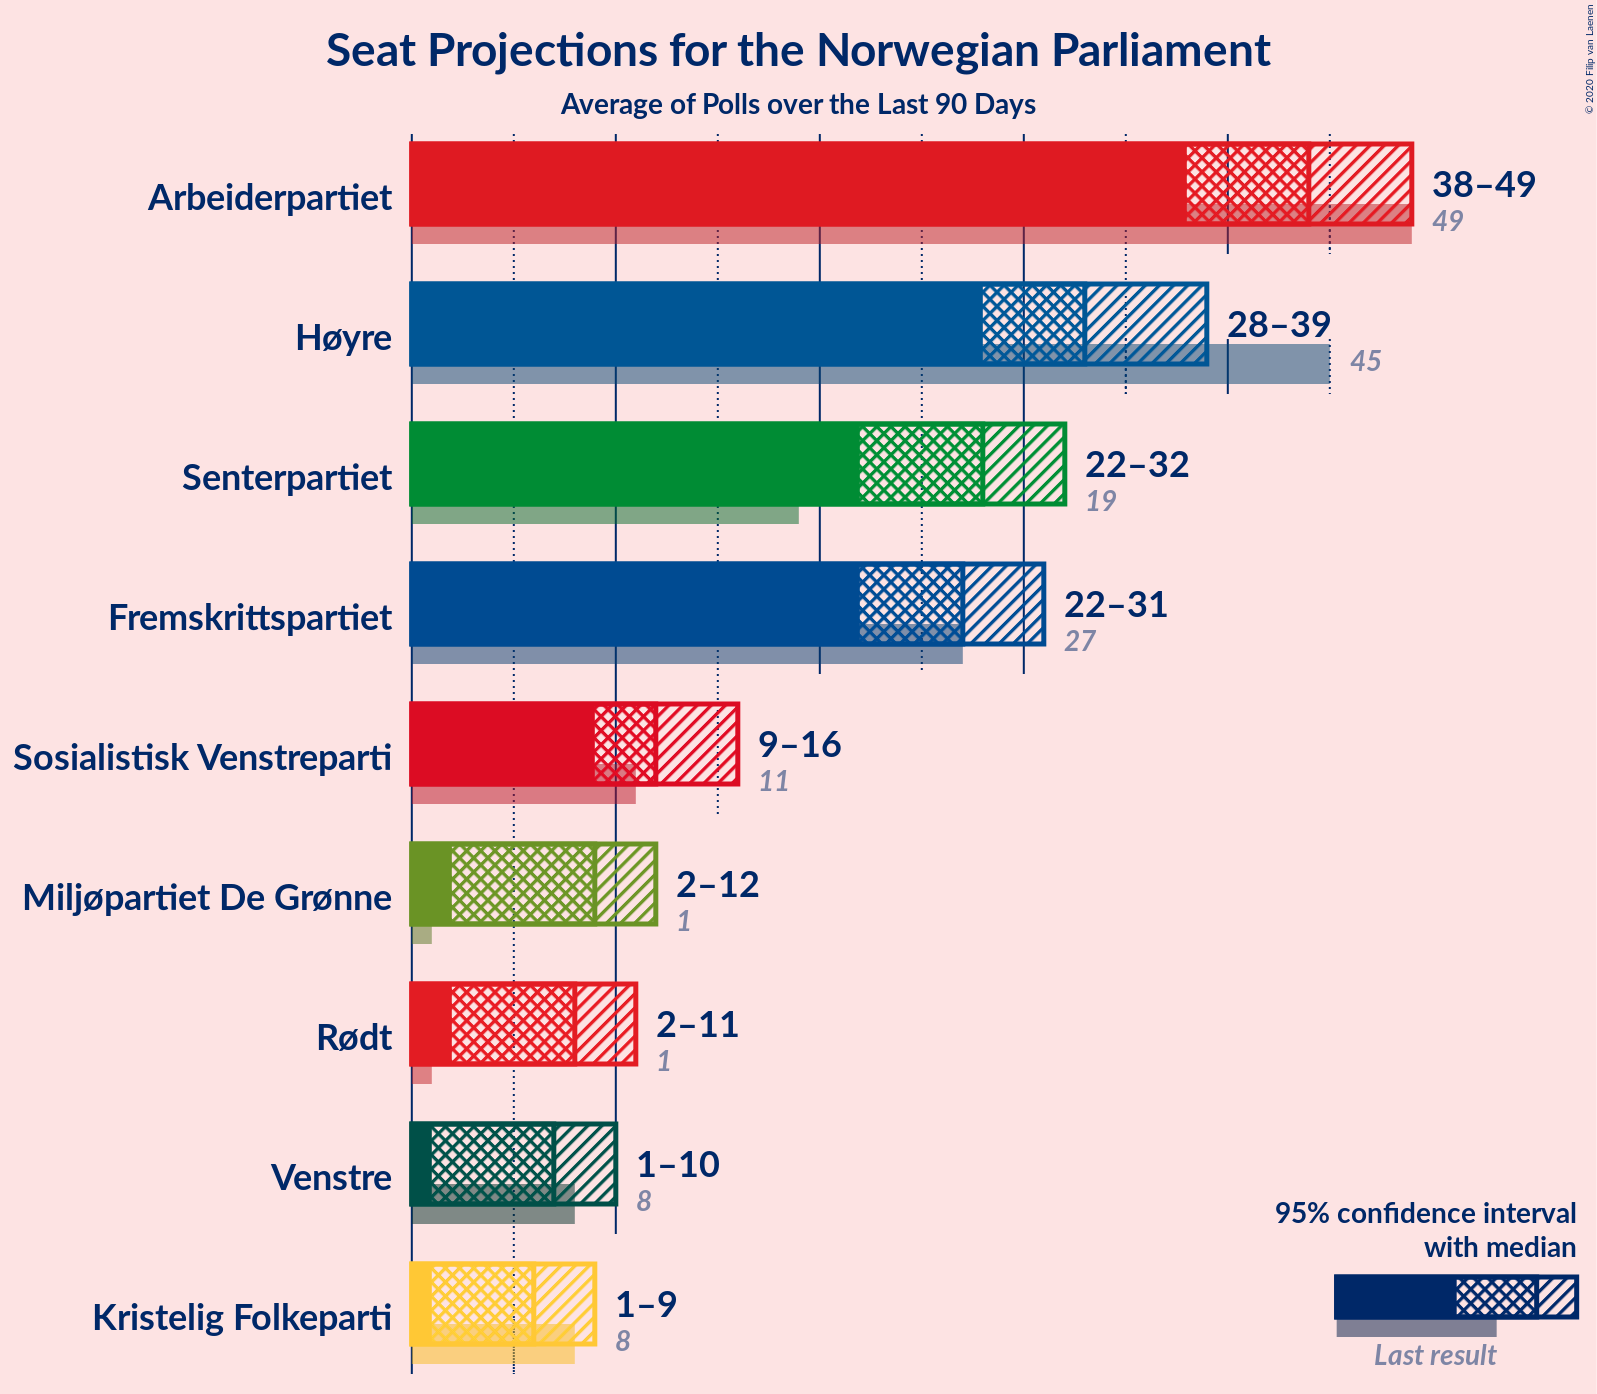 Seat Projections for the Norwegian Parliament
Average of Polls over the Last 90 Days
© 2020 Filip van Laenen
Arbeiderpartiet
38–49
49
Høyre
28–39
45
Senterpartiet
22–32
19
Fremskrittspartiet
22–31
27
Sosialistisk Venstreparti
9–16
11
Miljøpartiet De Grønne
2–12
1
Rødt
2–11
1
Venstre
1–10
8
Kristelig Folkeparti
1–9
8
95% confidence interval
with median
Last result